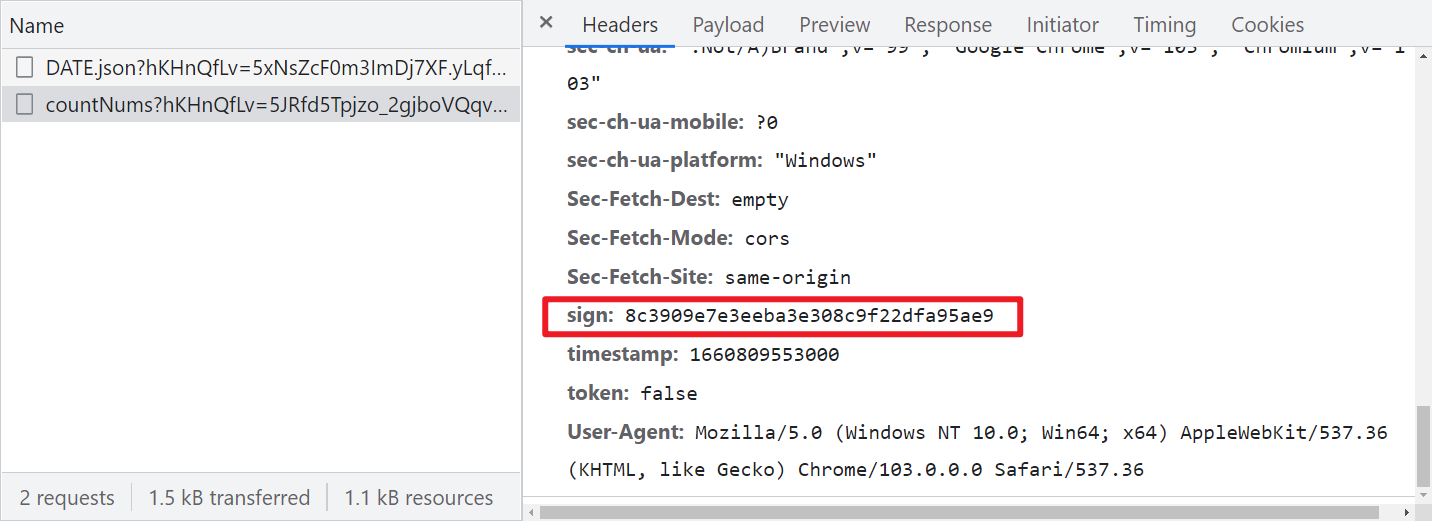 Name
× Headers Payload Preview Response Initiator Timing Cookies
DATE.json?hKHnQfLv=5xNsZcF0m3ImDj7XF.yLqf...
countNums?hKHnQfLv=5JRfd5Tpjzo_2gjboVQqv...
sec-ch-ua: ".Not/A)Brand";v="99", "Google Chrome";v="103", "Chromium";v="1
03"
sec-ch-ua-mobile: ?0
sec-ch-ua-platform: "Windows"
Sec-Fetch-Dest: empty
Sec-Fetch-Mode: cors
Sec-Fetch-Site: same-origin
sign: 8c3909e7e3eeba3e308c9f22dfa95ae9
timestamp: 1660809553000
token: false
User-Agent: Mozilla/5.0 (Windows NT 10.0; Win64; x64) AppleWebKit/537.36
(KHTML, like Gecko) Chrome/103.0.0.0 Safari/537.36
2 requests 1.5 kB transferred 1.1 kB resources